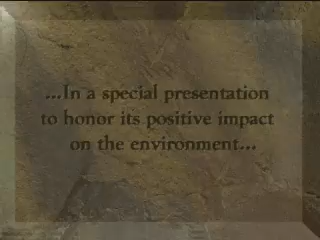 ...In a special presentation
to honor its positive impact
on the environment...